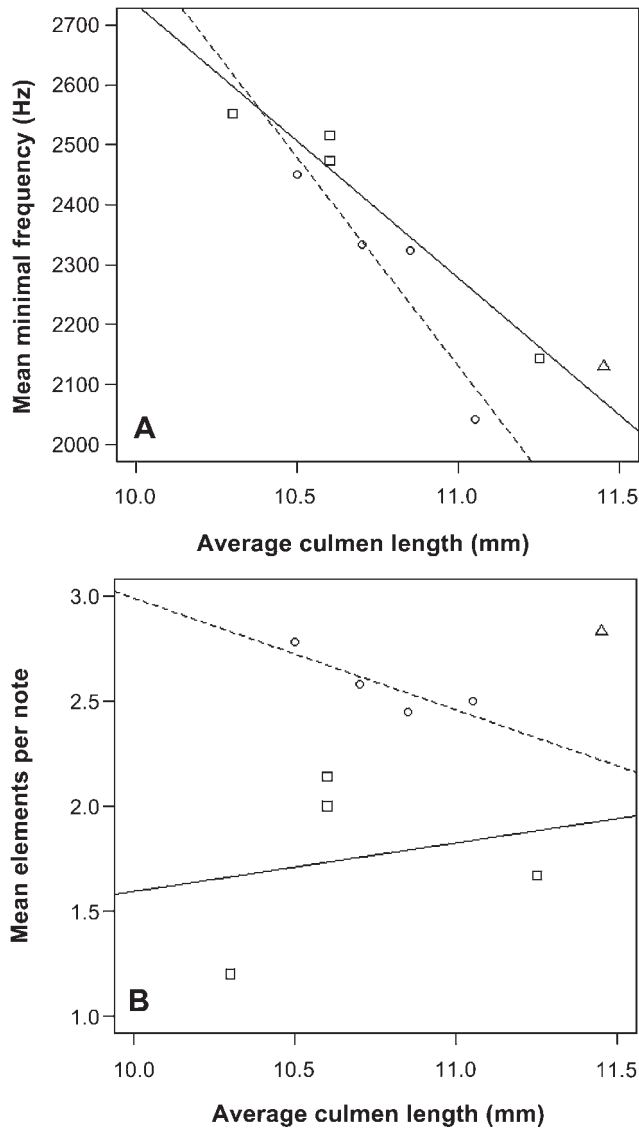 2700
2600
2500
2400
2300
2200
2100
2000
Mean minimal frequency (Hz)
A
10.0 10.5 11.0 11.5
Average culmen length (mm)
3.0
2.5
2.0
1.5
1.0
Mean elements per note
B
10.0 10.5 11.0 11.5
Average culmen length (mm)